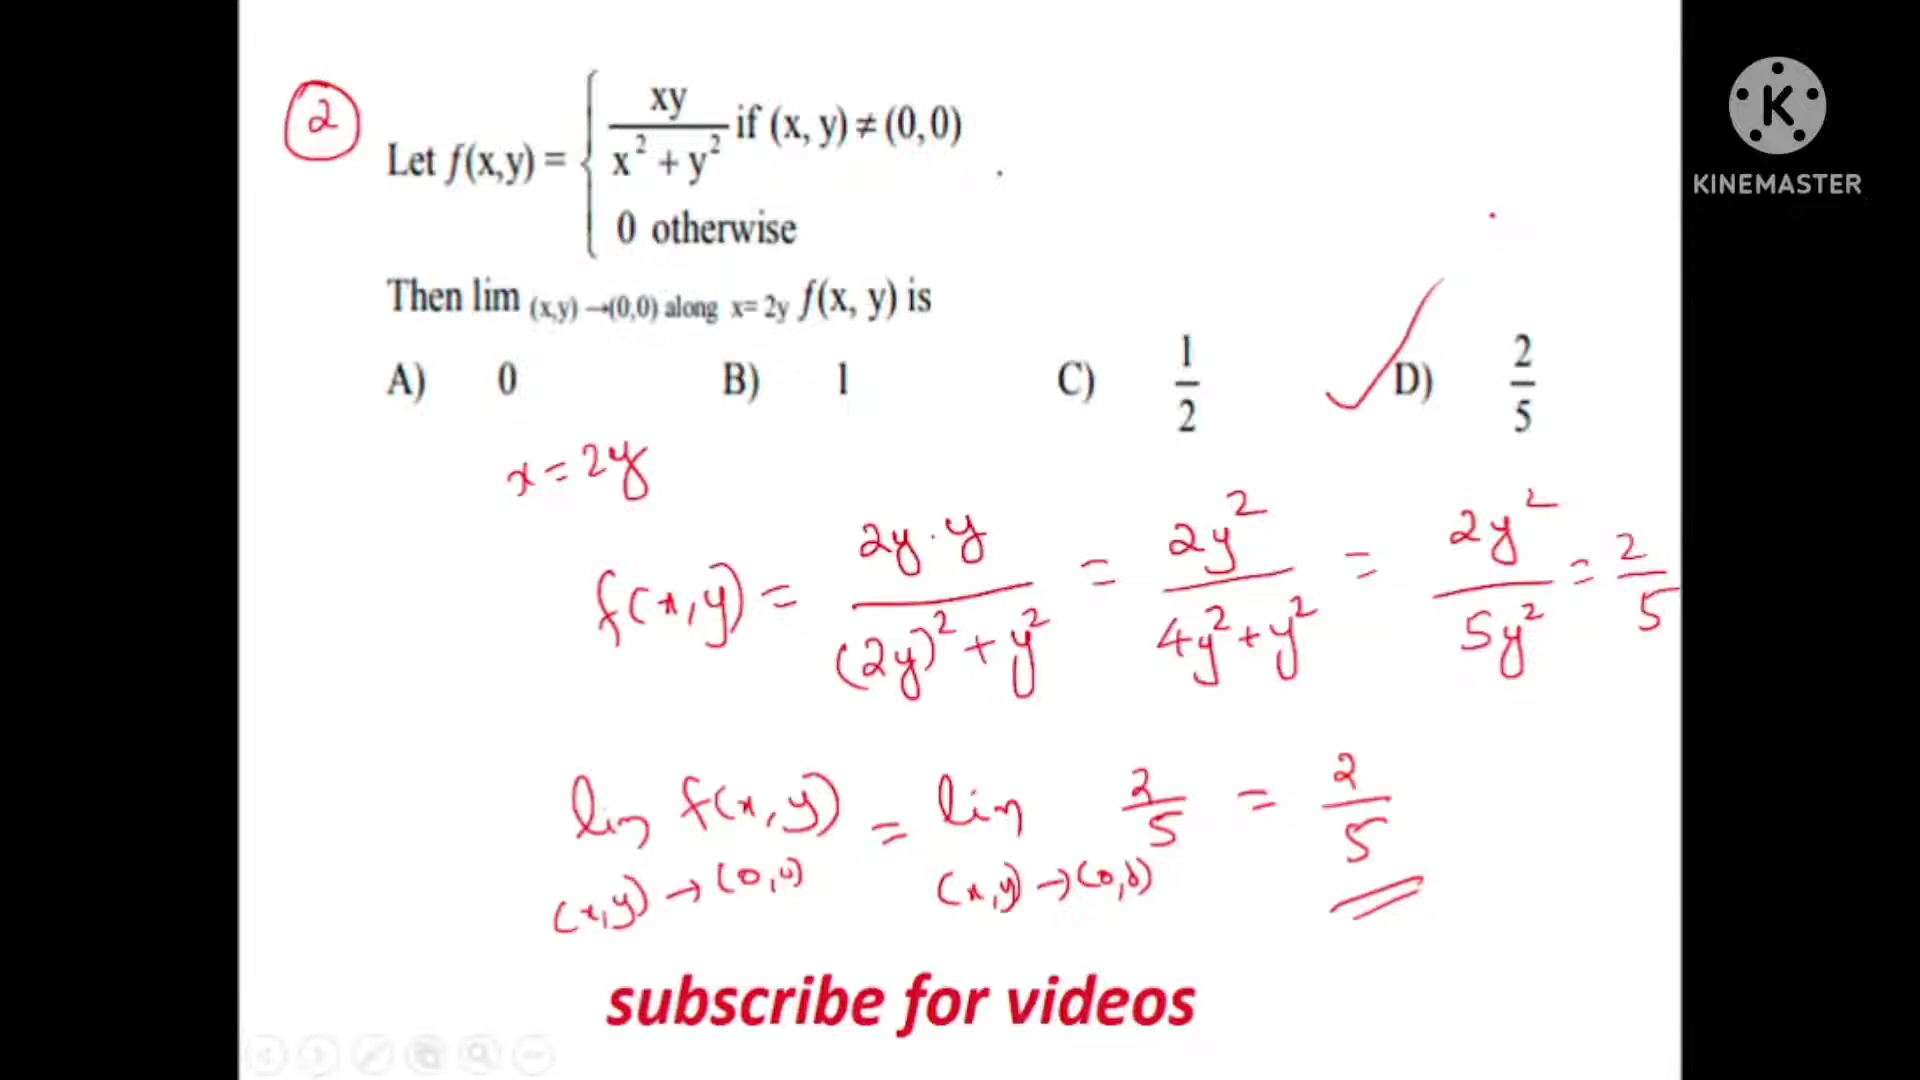 2
Let f(x,y) = { xy / (x² + y²) if (x, y) ≠ (0,0)
0 otherwise
Then lim (x,y) →(0,0) along x= 2y f(x, y) is
A) 0 B) 1 C) 1/2 ✓D) 2/5
x = 2y
f(x,y) = 2y·y / ((2y)² + y²) = 2y² / (4y² + y²) = 2y² / 5y² = 2/5
lim f(x,y) = lim 2/5 = 2/5
(x,y) → (0,0) (x,y) → (0,0)
subscribe for videos
K
KINEMASTER